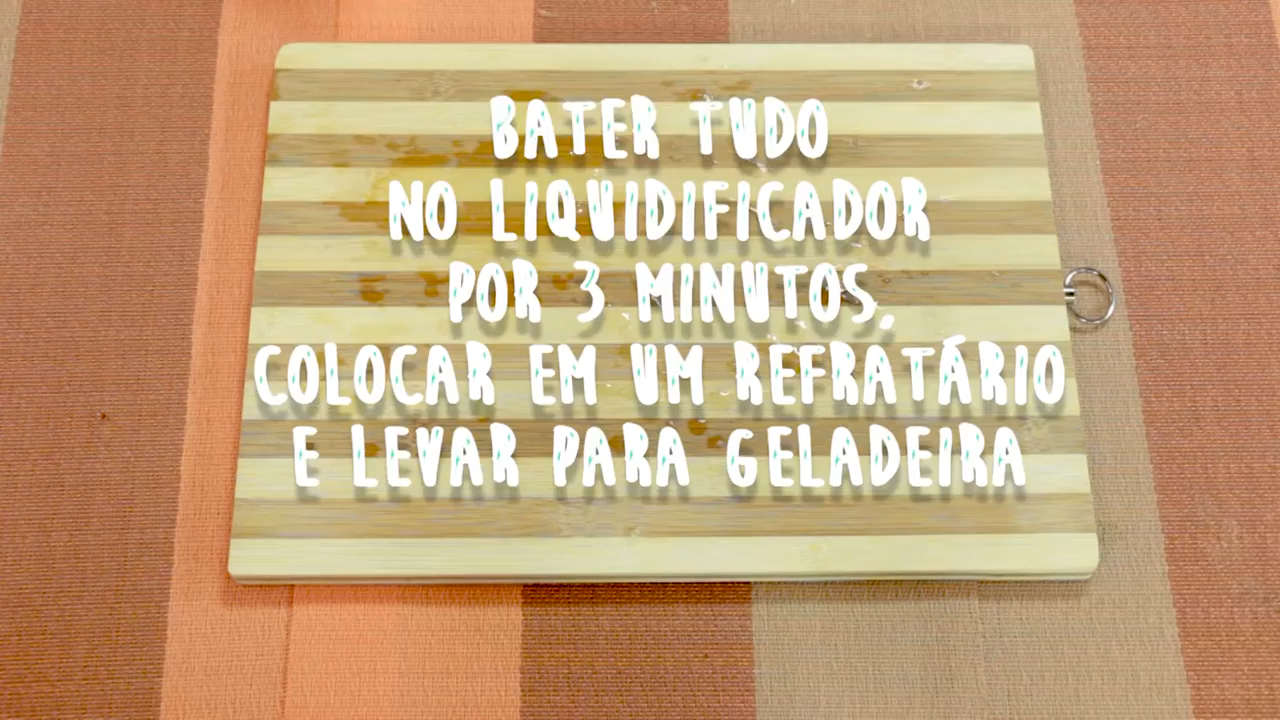 BATER TUDO
NO LIQUIDIFICADOR
POR 3 MINUTOS,
COLOCAR EM UM REFRATÁRIO
E LEVAR PARA GELADEIRA